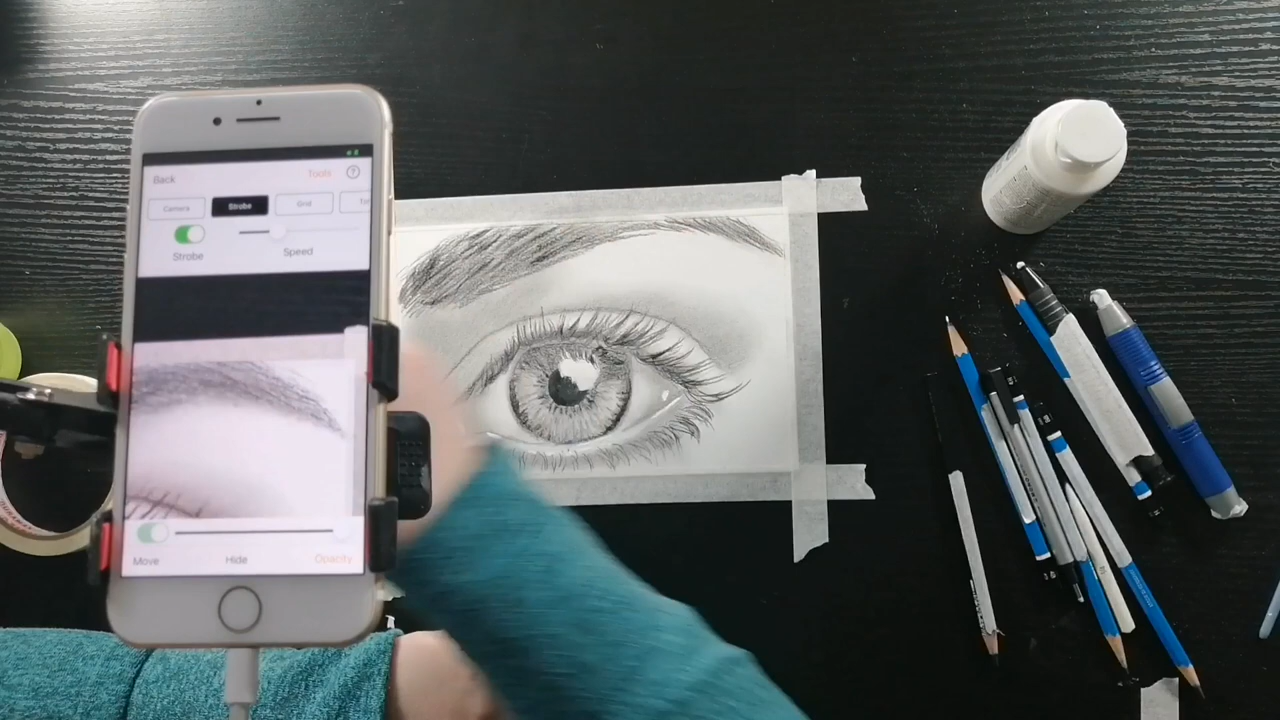 Back
Tools
?
Camera
Strobe
Grid
Strobe
Speed
Move
Hide
Opacity